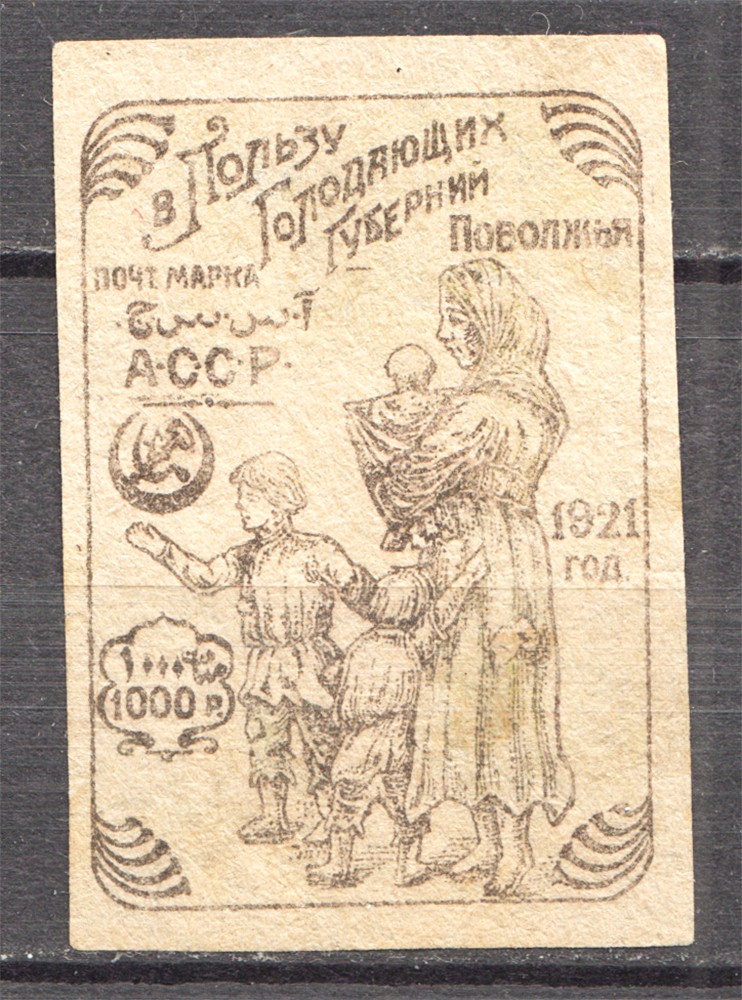 В Пользу
Голодающих
Губерний
Поволжья
ПОЧТ. МАРКА
А·С·С·Р·
1921
год.
1000 р.